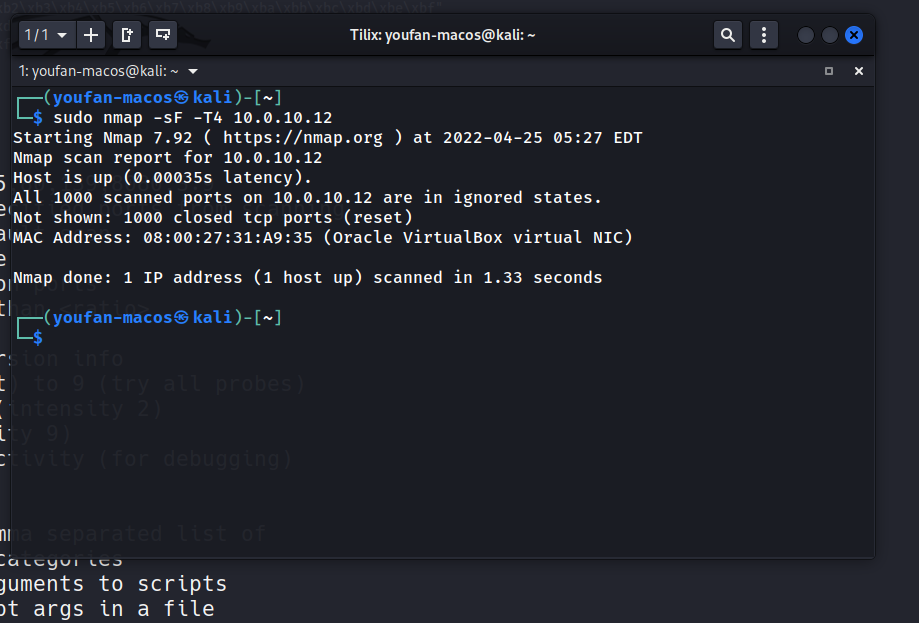 1/1
Tilix: youfan-macos@kali: ~
1: youfan-macos@kali: ~
┌──(youfan-macos㉿kali)-[~]
└─$ sudo nmap -sF -T4 10.0.10.12
Starting Nmap 7.92 ( https://nmap.org ) at 2022-04-25 05:27 EDT
Nmap scan report for 10.0.10.12
Host is up (0.00035s latency).
All 1000 scanned ports on 10.0.10.12 are in ignored states.
Not shown: 1000 closed tcp ports (reset)
MAC Address: 08:00:27:31:A9:35 (Oracle VirtualBox virtual NIC)
Nmap done: 1 IP address (1 host up) scanned in 1.33 seconds
┌──(youfan-macos㉿kali)-[~]
└─$
rsion info
t) to 9 (try all probes)
(intensity 2)
ity 9)
ctivity (for debugging)
mma separated list of
categories
guments to scripts
pt args in a file